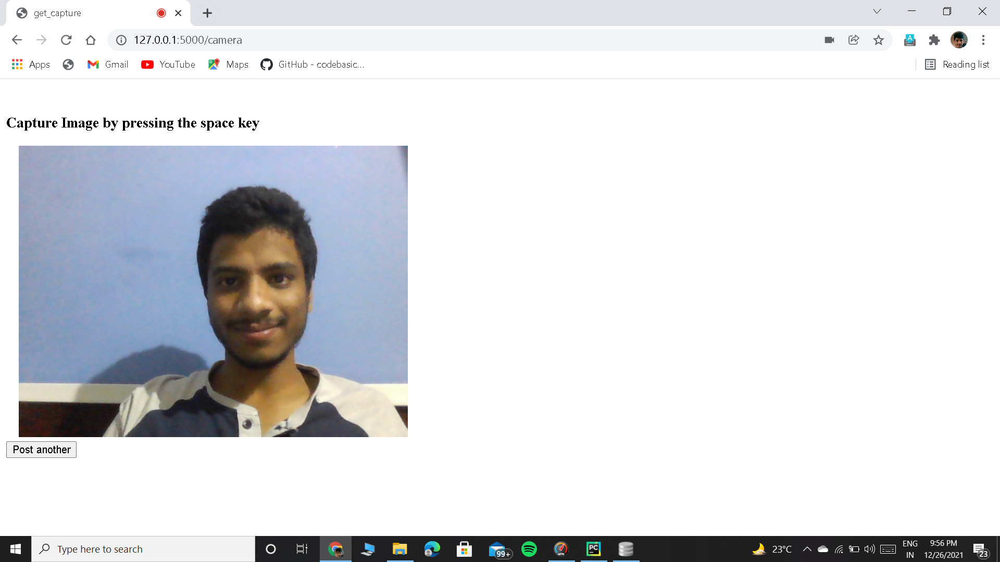 get_capture
127.0.0.1:5000/camera
A
Apps Gmail YouTube Maps GitHub - codebasic... Reading list
Capture Image by pressing the space key
Post another
Type here to search
99+
WPM
PC
23°C
ENG
IN
9:56 PM
12/26/2021
23